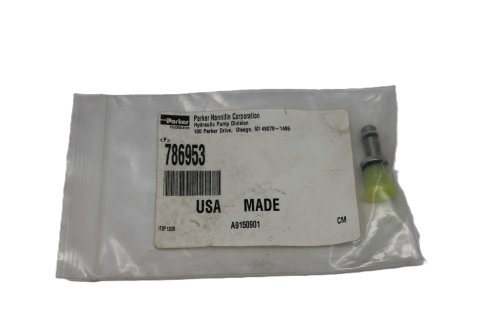 Parker
Hydraulics
Parker Hannifin Corporation
Hydraulic Pump Division
100 Parker Drive, Otsego, MI 49078-1495
<P>
786953
USA MADE
A9150901
CM